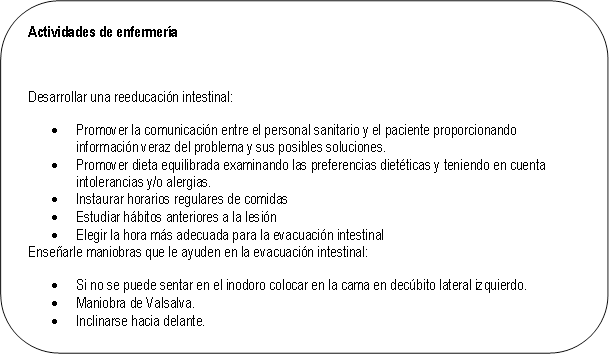 Actividades de enfermería
Desarrollar una reeducación intestinal:
• Promover la comunicación entre el personal sanitario y el paciente proporcionando
información veraz del problema y sus posibles soluciones.
• Promover dieta equilibrada examinando las preferencias dietéticas y teniendo en cuenta
intolerancias y/o alergias.
• Instaurar horarios regulares de comidas
• Estudiar hábitos anteriores a la lesión
• Elegir la hora más adecuada para la evacuación intestinal
Enseñarle maniobras que le ayuden en la evacuación intestinal:
• Si no se puede sentar en el inodoro colocar en la cama en decúbito lateral izquierdo.
• Maniobra de Valsalva.
• Inclinarse hacia delante.